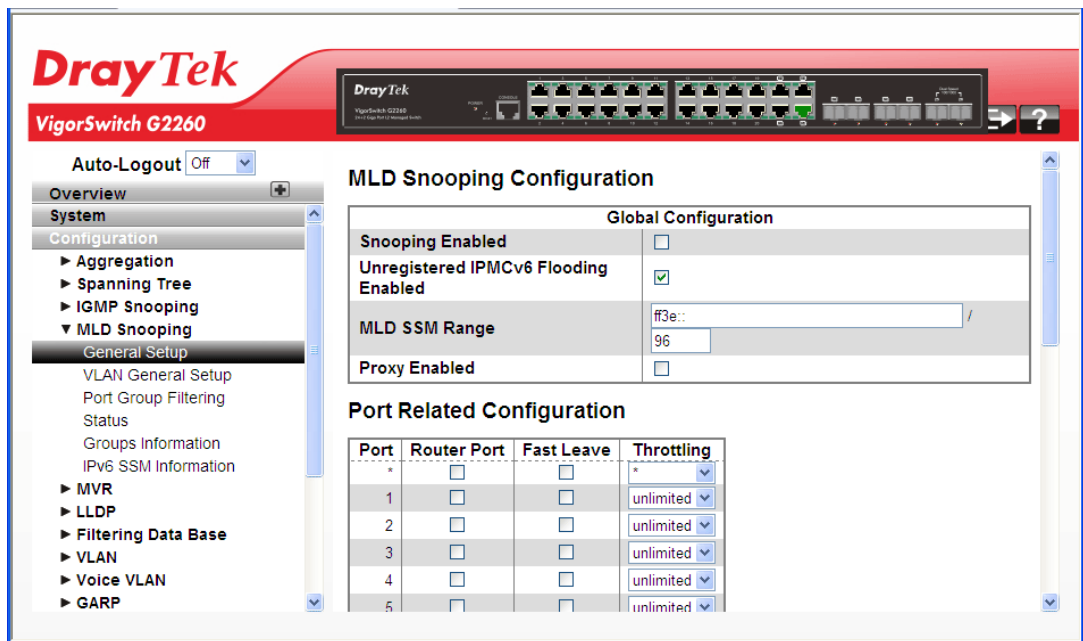 DrayTek
VigorSwitch G2260
DrayTek
VigorSwitch G2260
?
Auto-Logout Off
Overview
System
Configuration
► Aggregation
► Spanning Tree
► IGMP Snooping
▼ MLD Snooping
General Setup
VLAN General Setup
Port Group Filtering
Status
Groups Information
IPv6 SSM Information
► MVR
► LLDP
► Filtering Data Base
► VLAN
► Voice VLAN
► GARP
MLD Snooping Configuration
Global Configuration
Snooping Enabled
Unregistered IPMCv6 Flooding
Enabled
MLD SSM Range ff3e:: /
96
Proxy Enabled
Port Related Configuration
Port Router Port Fast Leave Throttling
* *
1 unlimited
2 unlimited
3 unlimited
4 unlimited
5 unlimited